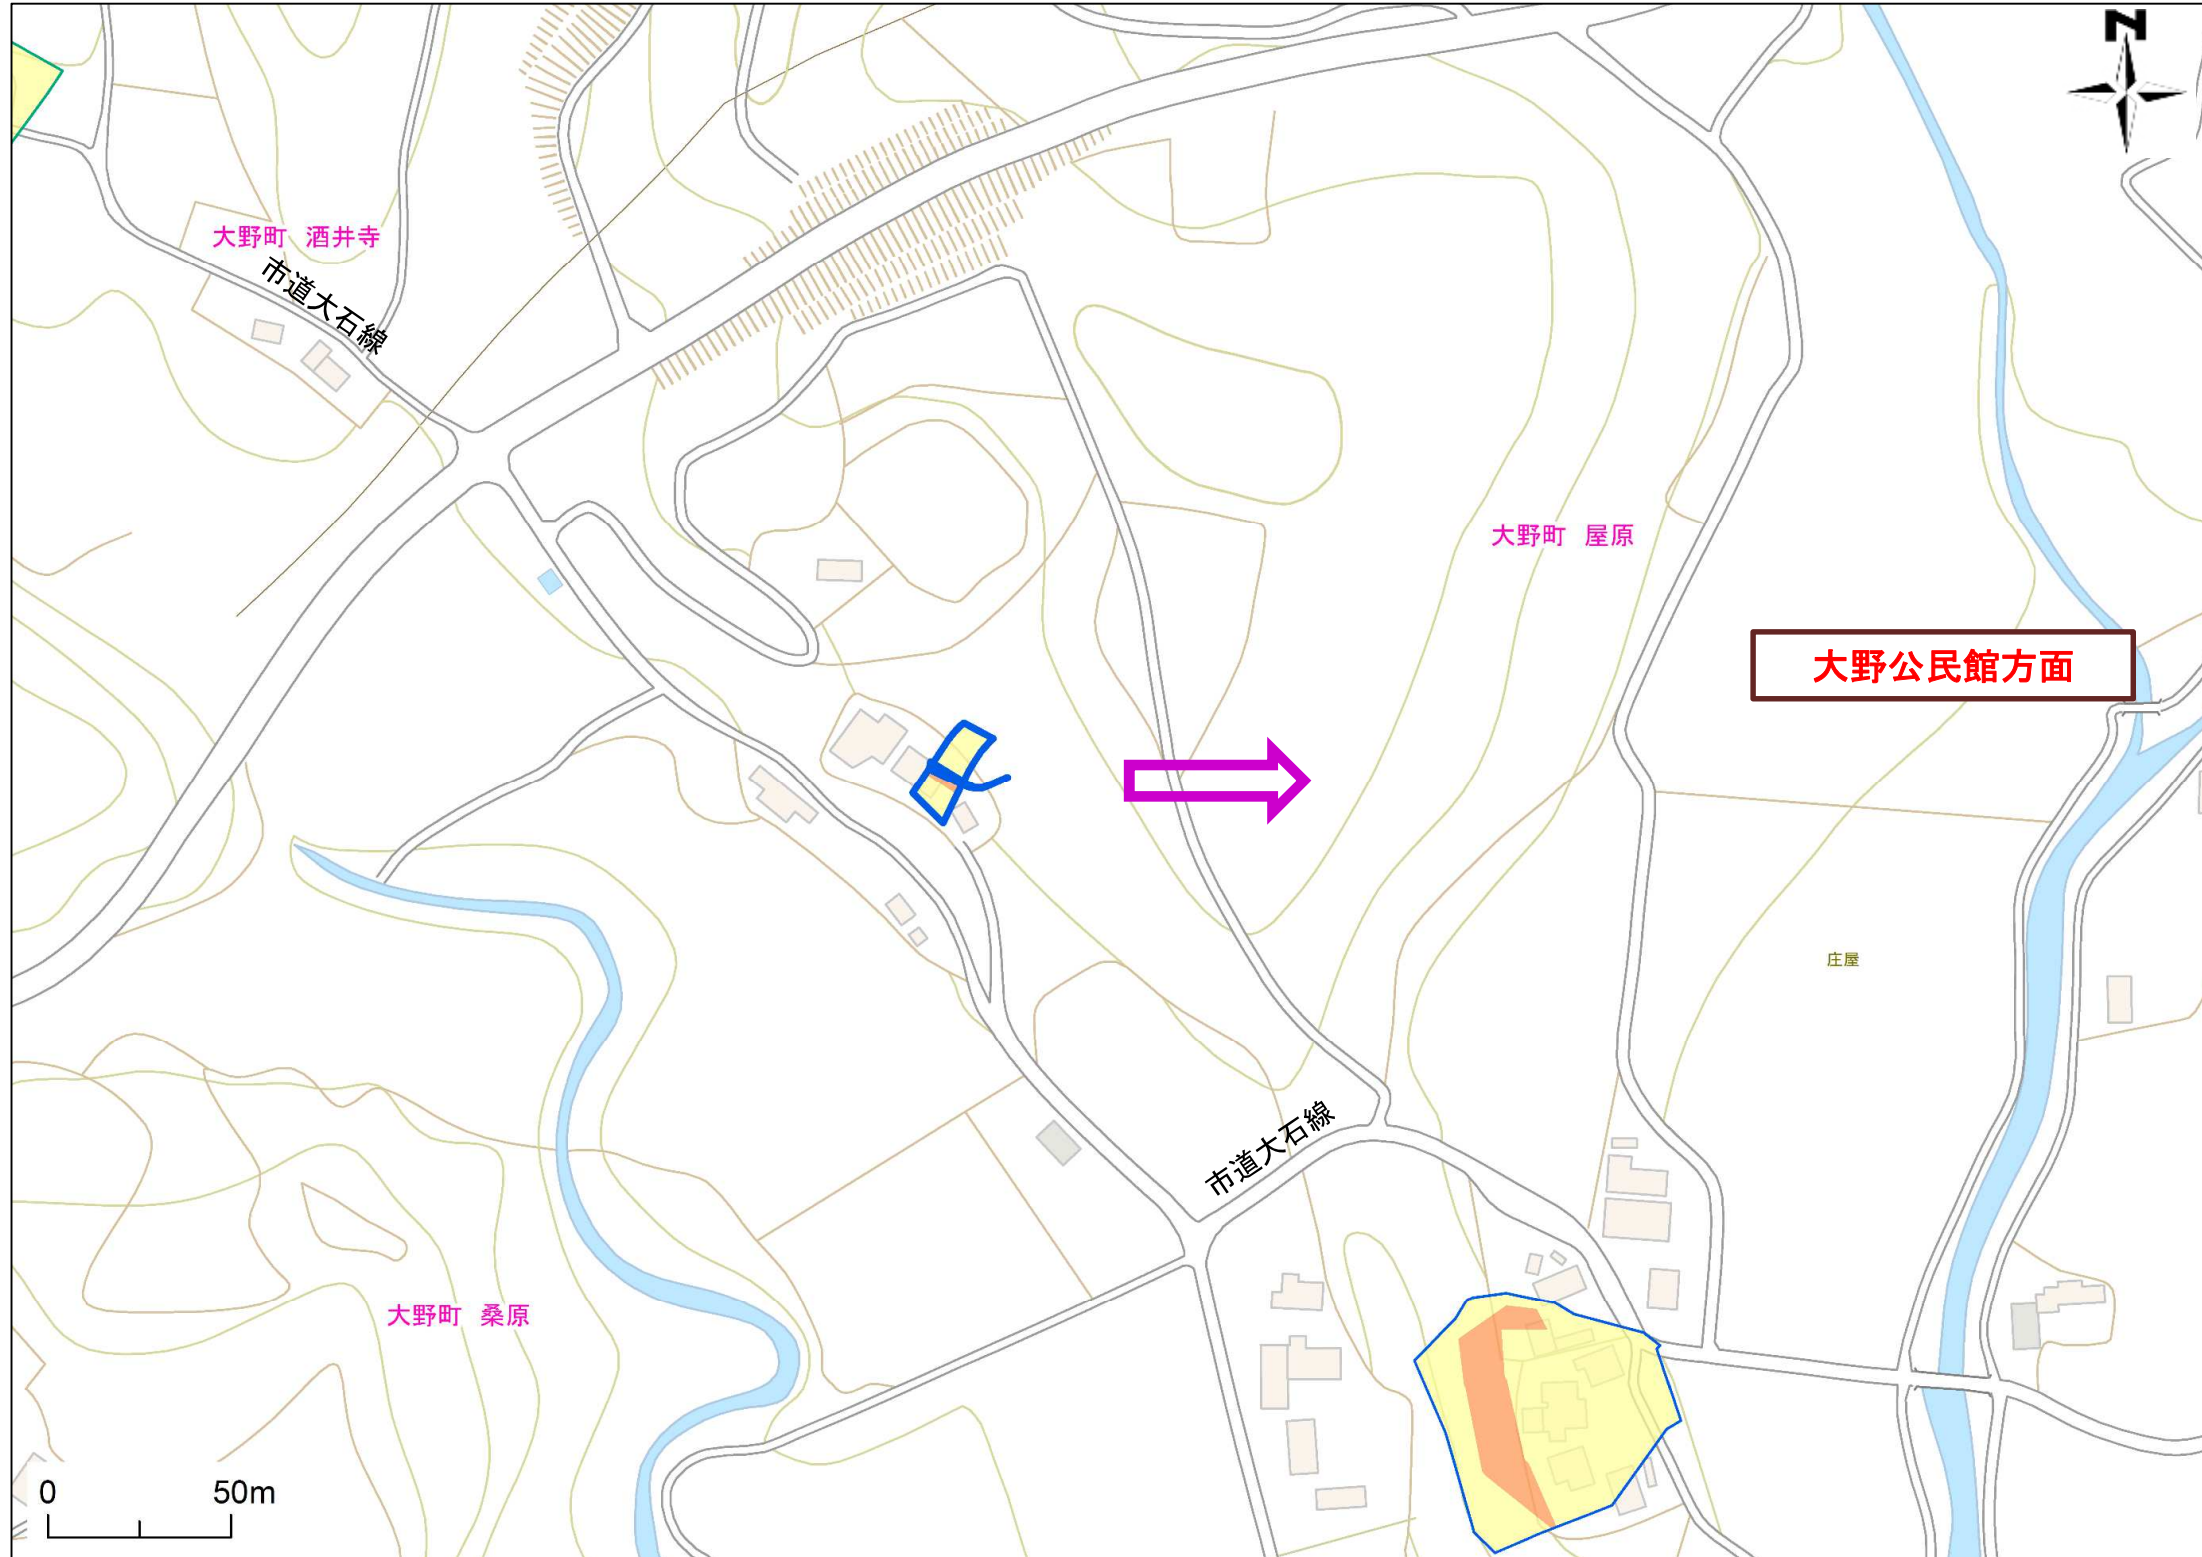 N
大野町 酒井寺
市道大石線
大野町 屋原
大野公民館方面
庄屋
市道大石線
大野町 桑原
0 50m